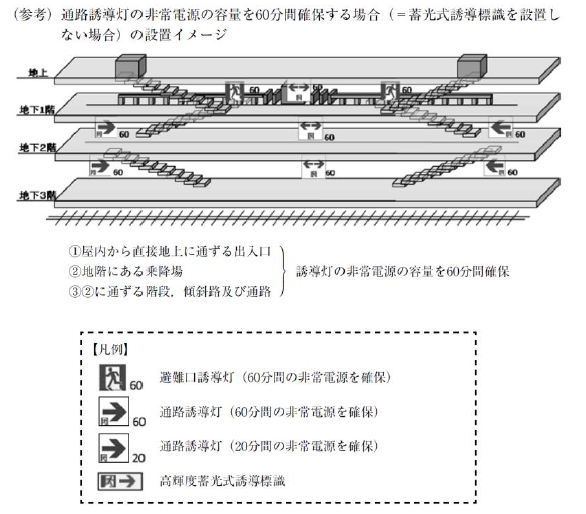 (参考) 通路誘導灯の非常電源の容量を60分間確保する場合(=蓄光式誘導標識を設置し
ない場合)の設置イメージ
地上
60
60
60
地下1階
60
60
60
地下2階
60
60
60
地下3階
①屋内から直接地上に通ずる出入口
②地階にある乗降場
③②に通ずる階段,傾斜路及び通路
誘導灯の非常電源の容量を60分間確保
【凡例】
60 避難口誘導灯(60分間の非常電源を確保)
60 通路誘導灯(60分間の非常電源を確保)
20 通路誘導灯(20分間の非常電源を確保)
高輝度蓄光式誘導標識